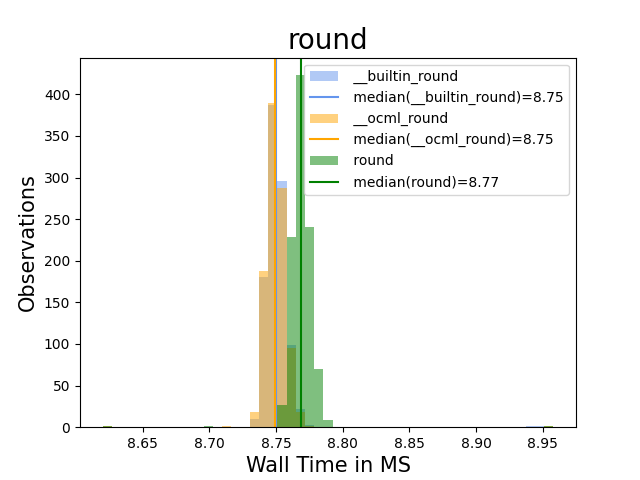 round
__builtin_round
median(__builtin_round)=8.75
__ocml_round
median(__ocml_round)=8.75
round
median(round)=8.77
Observations
400
350
300
250
200
150
100
50
0
8.65 8.70 8.75 8.80 8.85 8.90 8.95
Wall Time in MS